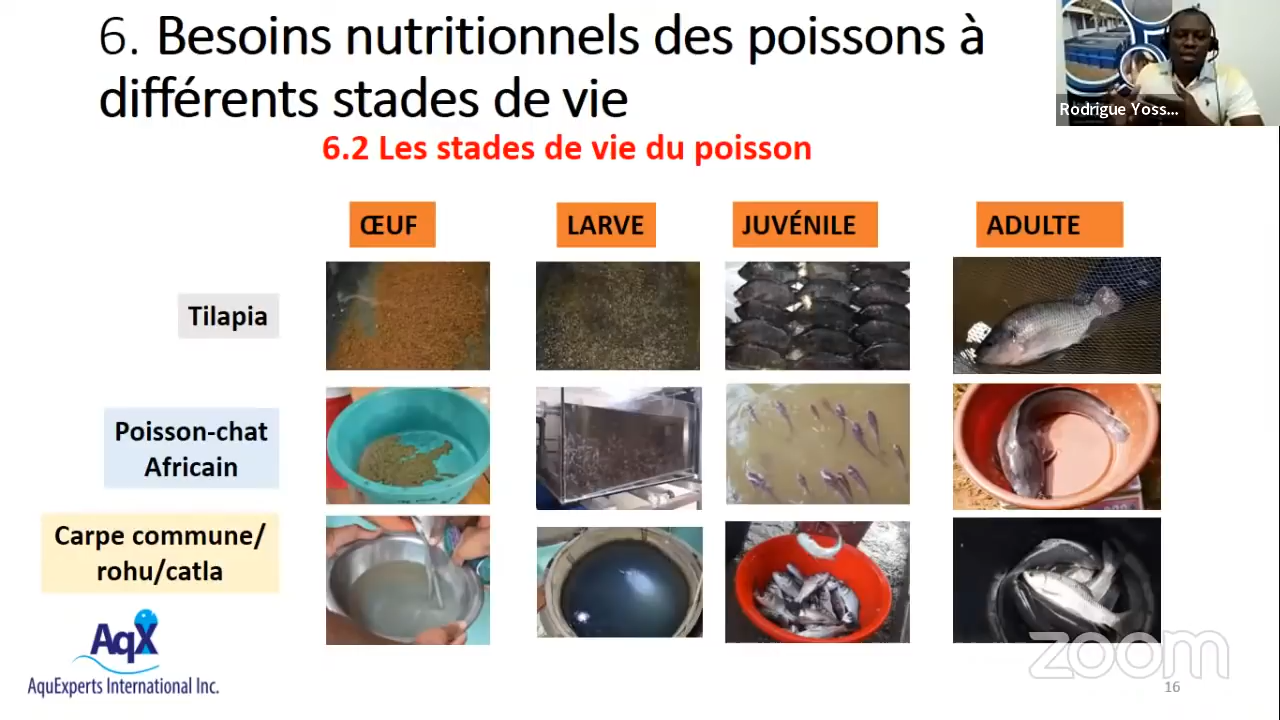 6. Besoins nutritionnels des poissons à
différents stades de vie
Rodrigue Yoss...
6.2 Les stades de vie du poisson
ŒUF
LARVE
JUVÉNILE
ADULTE
Tilapia
Poisson-chat
Africain
Carpe commune/
rohu/catla
AqX
AquExperts International Inc.
zoom
16